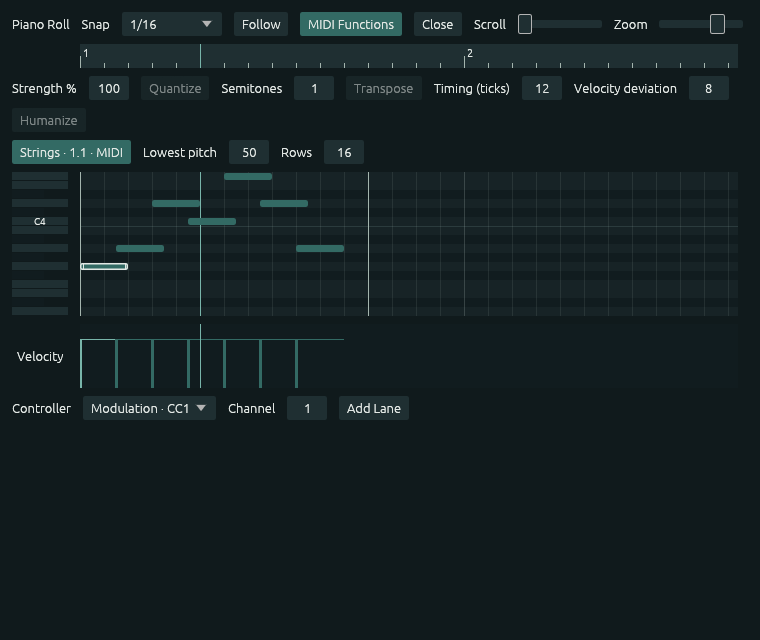 Piano Roll Snap 1/16 Follow MIDI Functions Close Scroll Zoom
1 2
Strength % 100 Quantize Semitones 1 Transpose Timing (ticks) 12 Velocity deviation 8
Humanize
Strings · 1.1 · MIDI Lowest pitch 50 Rows 16
C4
Velocity
Controller Modulation · CC1 Channel 1 Add Lane